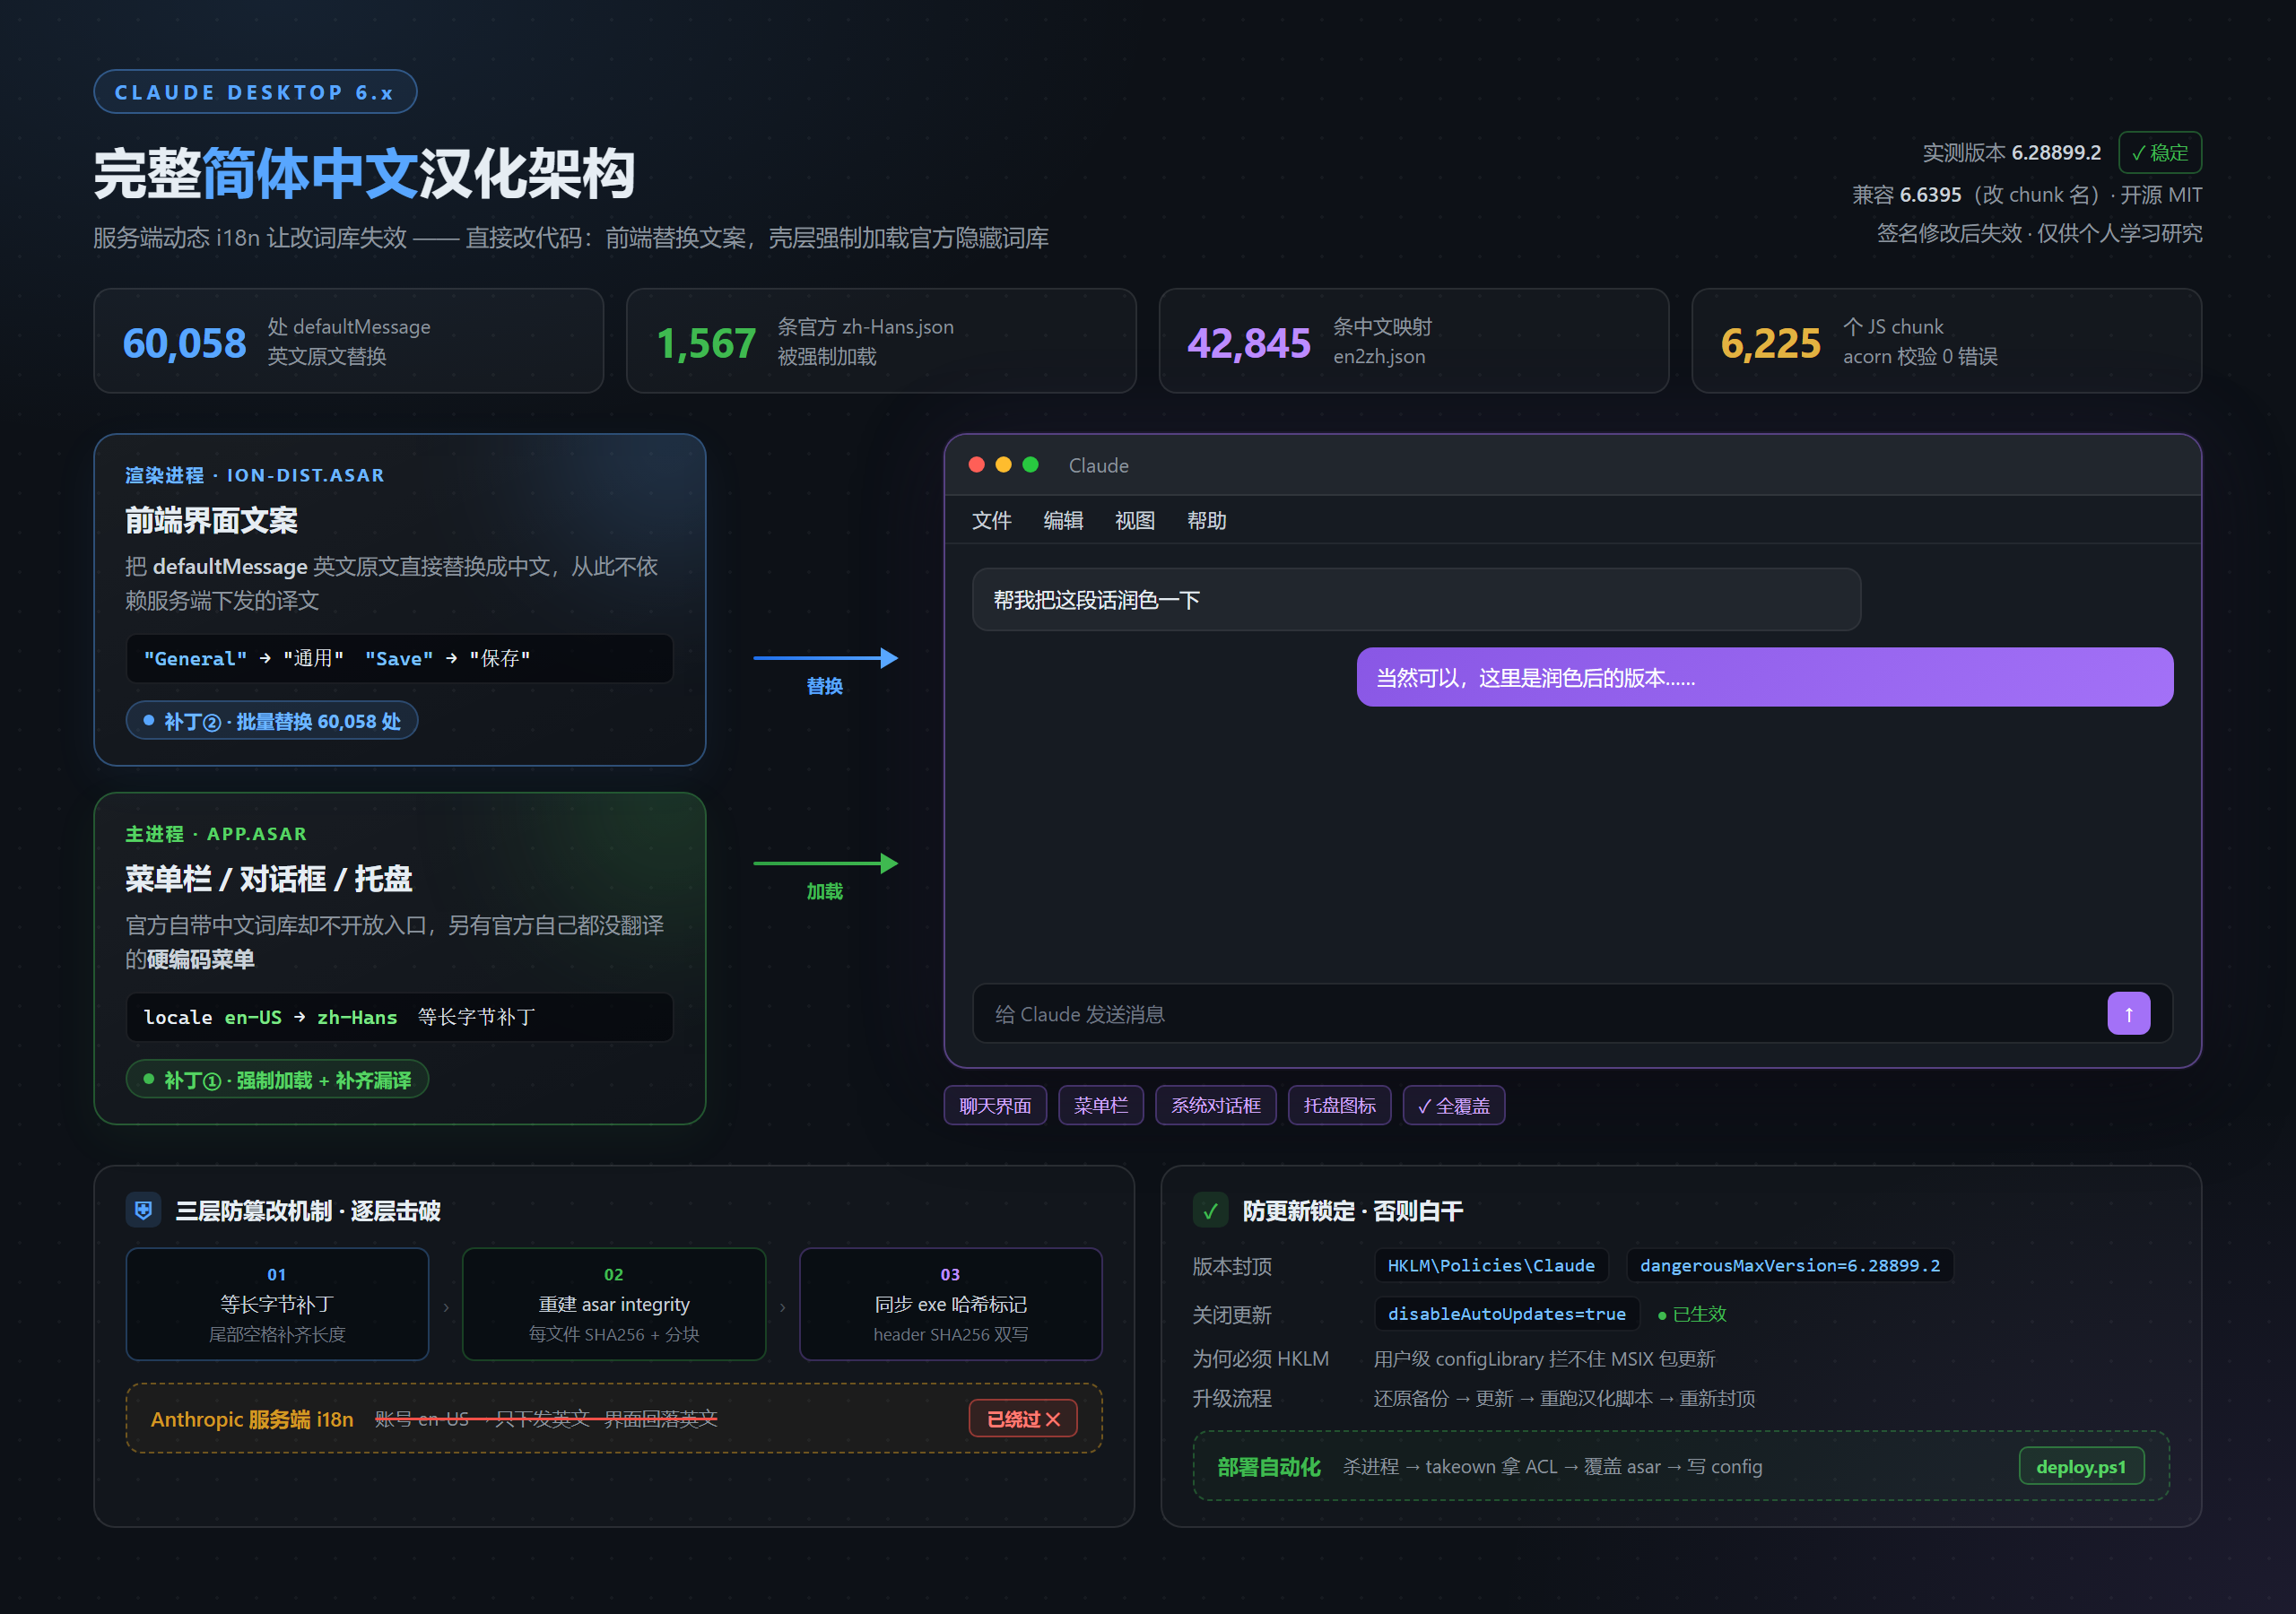 CLAUDE DESKTOP 6.x
完整简体中文汉化架构
服务端动态 i18n 让改词库失效 —— 直接改代码：前端替换文案，壳层强制加载官方隐藏词库
实测版本 6.28899.2 ✓ 稳定
兼容 6.6395（改 chunk 名）· 开源 MIT
签名修改后失效 · 仅供个人学习研究
60,058
处 defaultMessage
英文原文替换
1,567
条官方 zh-Hans.json
被强制加载
42,845
条中文映射
en2zh.json
6,225
个 JS chunk
acorn 校验 0 错误
渲染进程 · ION-DIST.ASAR
前端界面文案
把 defaultMessage 英文原文直接替换成中文，从此不依
赖服务端下发的译文
"General" → "通用" "Save" → "保存"
补丁② · 批量替换 60,058 处
替换
主进程 · APP.ASAR
菜单栏 / 对话框 / 托盘
官方自带中文词库却不开放入口，另有官方自己都没翻译
的硬编码菜单
locale en-US → zh-Hans 等长字节补丁
补丁① · 强制加载 + 补齐漏译
加载
Claude
文件 编辑 视图 帮助
帮我把这段话润色一下
当然可以，这里是润色后的版本……
给 Claude 发送消息
↑
聊天界面 菜单栏 系统对话框 托盘图标 ✓ 全覆盖
三层防篡改机制 · 逐层击破
01
等长字节补丁
尾部空格补齐长度
›
02
重建 asar integrity
每文件 SHA256 + 分块
›
03
同步 exe 哈希标记
header SHA256 双写
Anthropic 服务端 i18n 账号 en-US → 只下发英文 界面回落英文 已绕过 ✕
✓ 防更新锁定 · 否则白干
版本封顶 HKLM\Policies\Claude dangerousMaxVersion=6.28899.2
关闭更新 disableAutoUpdates=true ● 已生效
为何必须 HKLM 用户级 configLibrary 拦不住 MSIX 包更新
升级流程 还原备份 → 更新 → 重跑汉化脚本 → 重新封顶
部署自动化 杀进程 → takeown 拿 ACL → 覆盖 asar → 写 config deploy.ps1